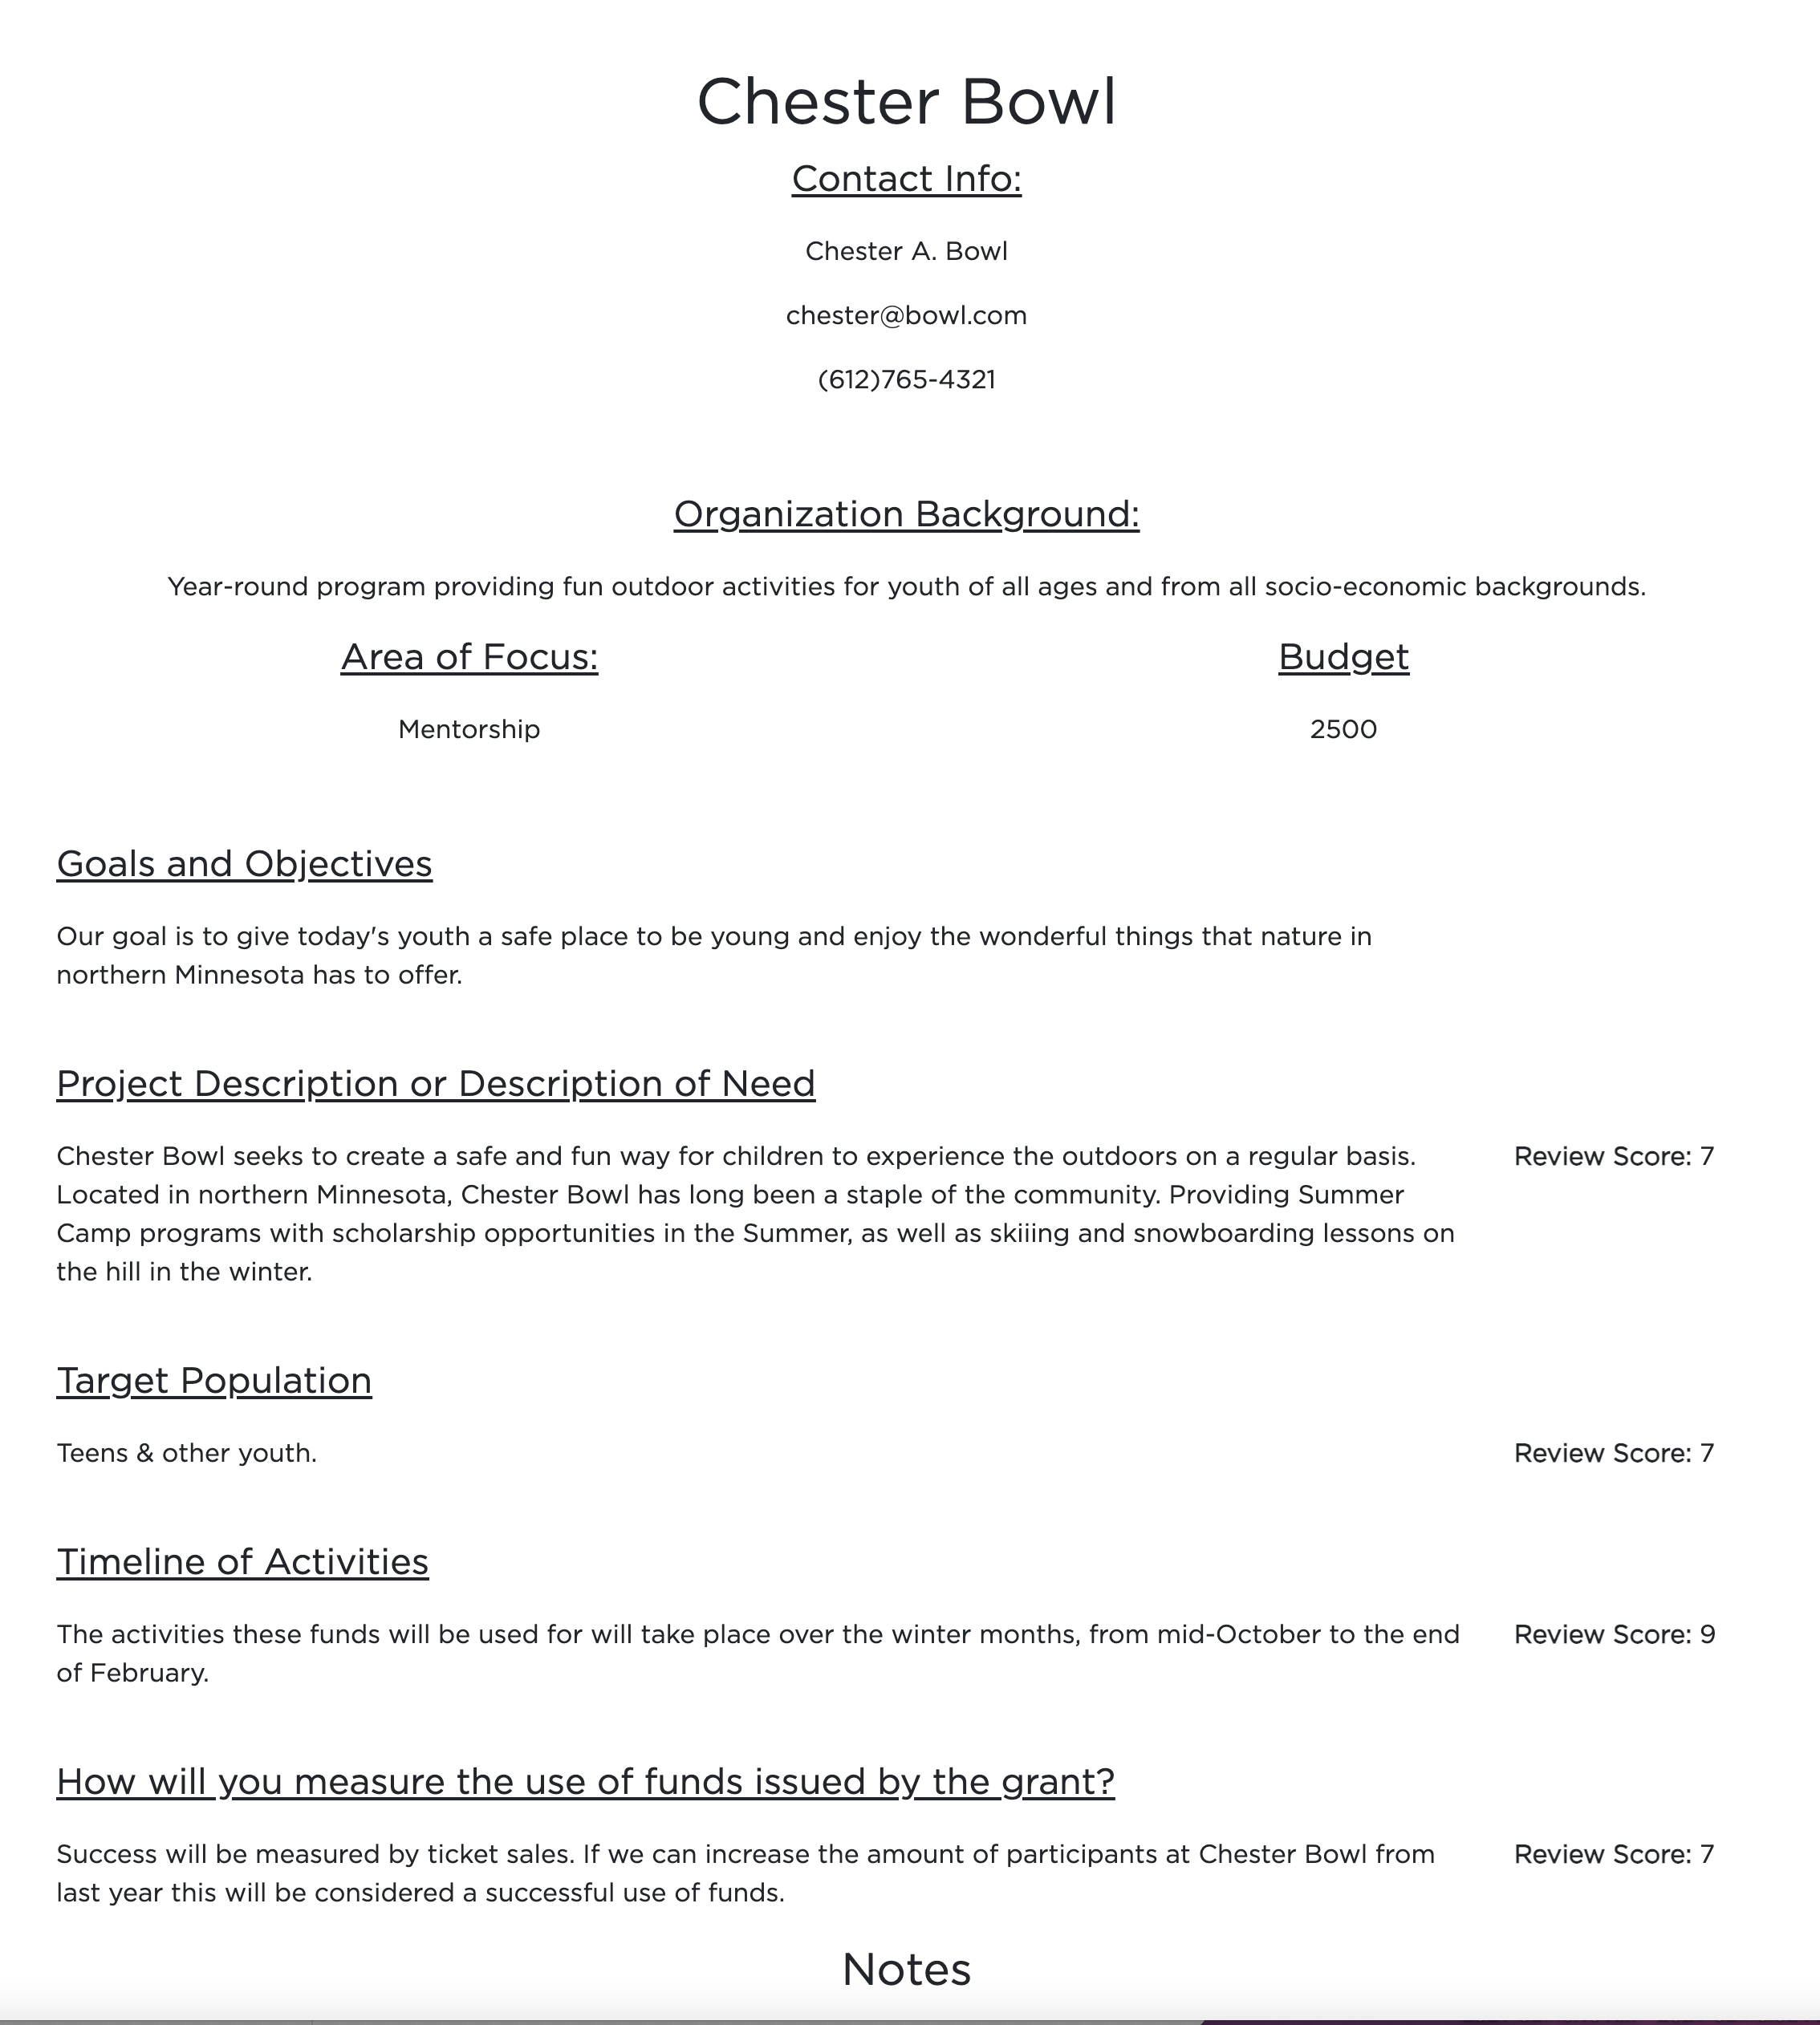 Chester Bowl
Contact Info:
Chester A. Bowl
chester@bowl.com
(612)765-4321
Organization Background:
Year-round program providing fun outdoor activities for youth of all ages and from all socio-economic backgrounds.
Area of Focus:
Mentorship
Budget
2500
Goals and Objectives
Our goal is to give today's youth a safe place to be young and enjoy the wonderful things that nature in
northern Minnesota has to offer.
Project Description or Description of Need
Chester Bowl seeks to create a safe and fun way for children to experience the outdoors on a regular basis.
Located in northern Minnesota, Chester Bowl has long been a staple of the community. Providing Summer
Camp programs with scholarship opportunities in the Summer, as well as skiiing and snowboarding lessons on
the hill in the winter.
Review Score: 7
Target Population
Teens & other youth.
Review Score: 7
Timeline of Activities
The activities these funds will be used for will take place over the winter months, from mid-October to the end
of February.
Review Score: 9
How will you measure the use of funds issued by the grant?
Success will be measured by ticket sales. If we can increase the amount of participants at Chester Bowl from
last year this will be considered a successful use of funds.
Review Score: 7
Notes